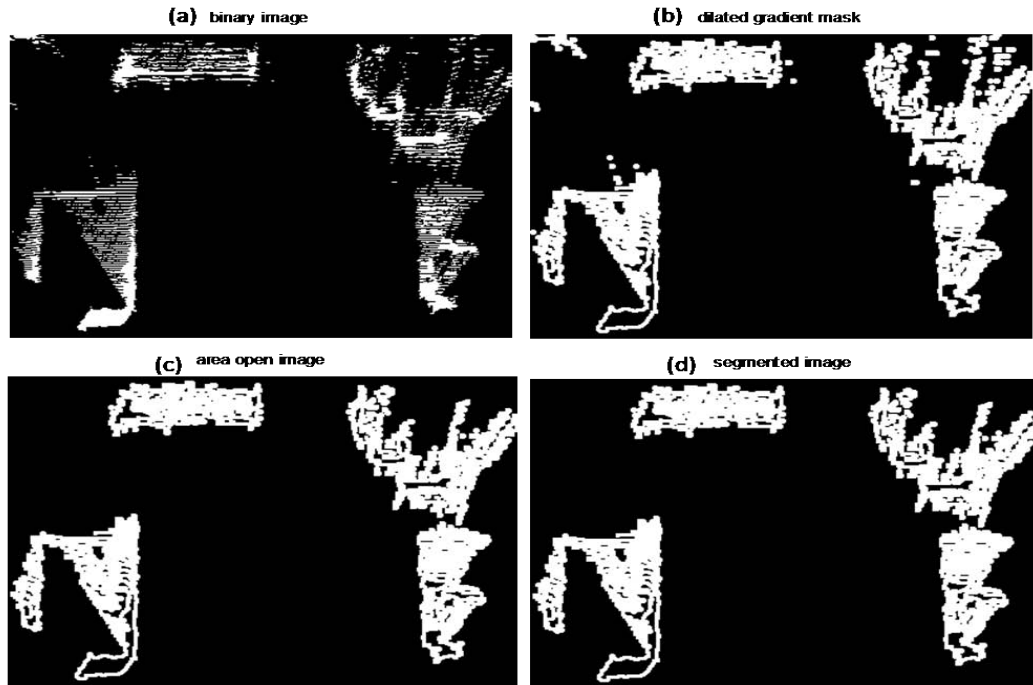 (a) binary image
(b) dilated gradient mask
(c) area open image
(d) segmented image